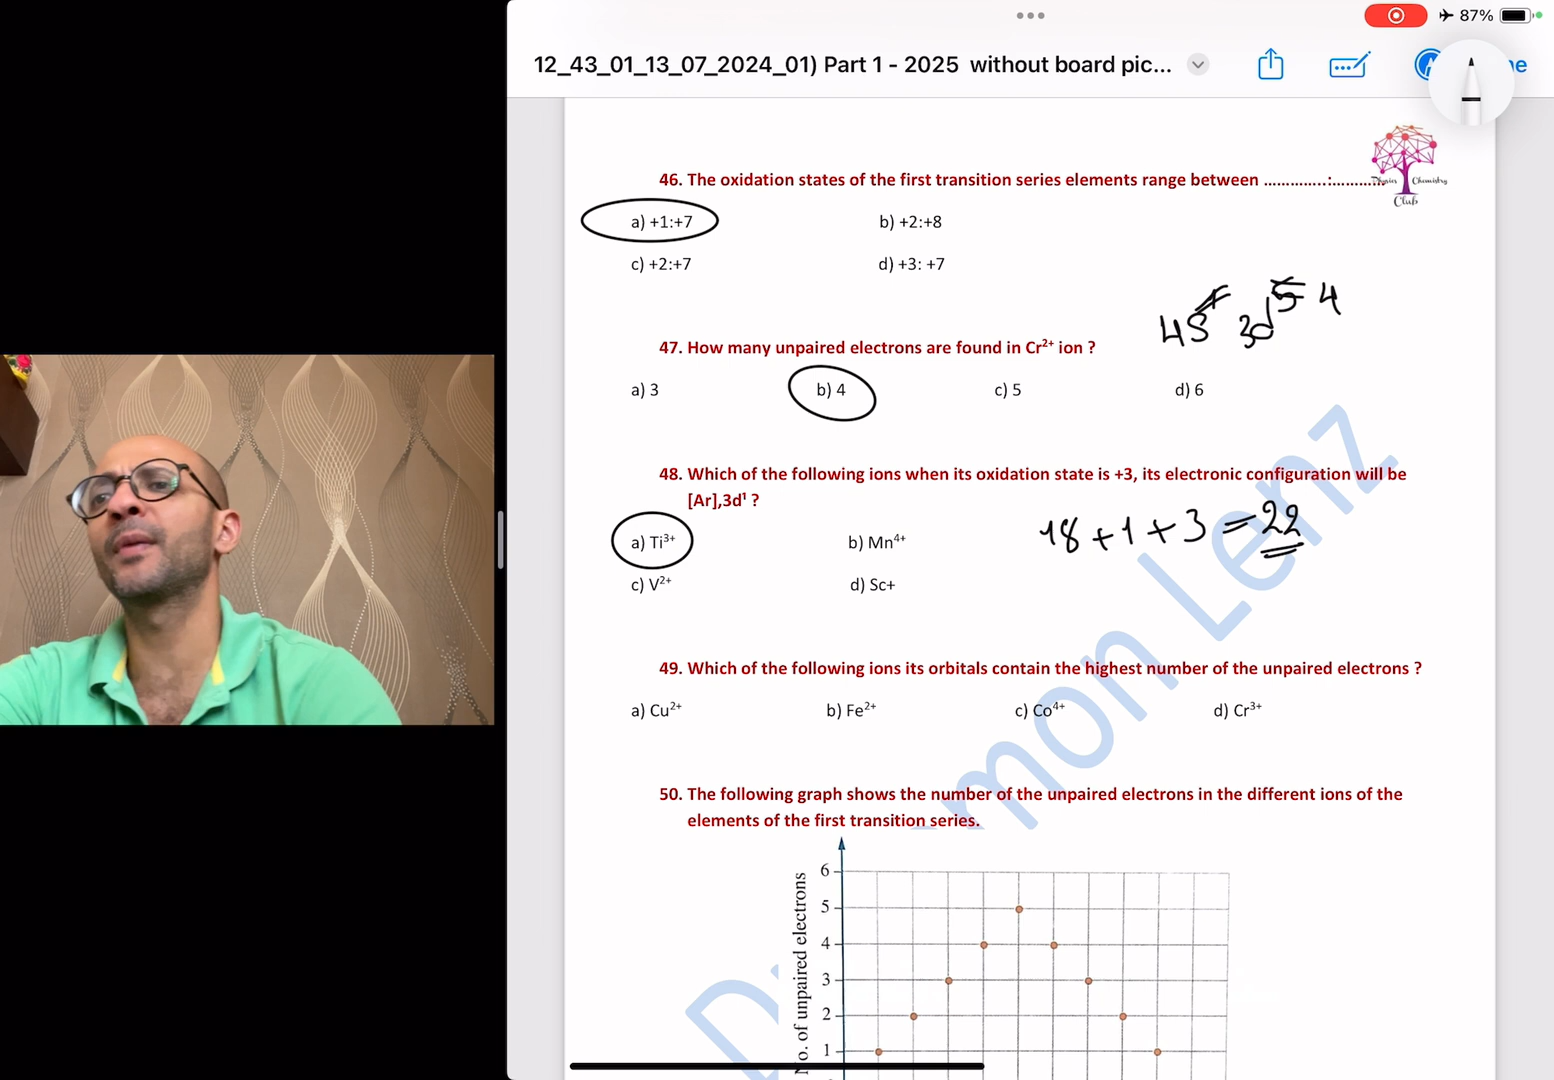 87%
12_43_01_13_07_2024_01) Part 1 - 2025 without board pic...
Physics Chemistry
Club
46. The oxidation states of the first transition series elements range between ..............:...........
a) +1:+7 b) +2:+8
c) +2:+7 d) +3: +7
4S 3d 5 4
47. How many unpaired electrons are found in Cr²⁺ ion ?
a) 3 b) 4 c) 5 d) 6
48. Which of the following ions when its oxidation state is +3, its electronic configuration will be
[Ar],3d¹ ?
18 + 1 + 3 = 22
a) Ti³⁺ b) Mn⁴⁺
c) V²⁺ d) Sc+
49. Which of the following ions its orbitals contain the highest number of the unpaired electrons ?
a) Cu²⁺ b) Fe²⁺ c) Co⁴⁺ d) Cr³⁺
50. The following graph shows the number of the unpaired electrons in the different ions of the
elements of the first transition series.
No. of unpaired electrons
6
5
4
3
2
1
mon Lenz